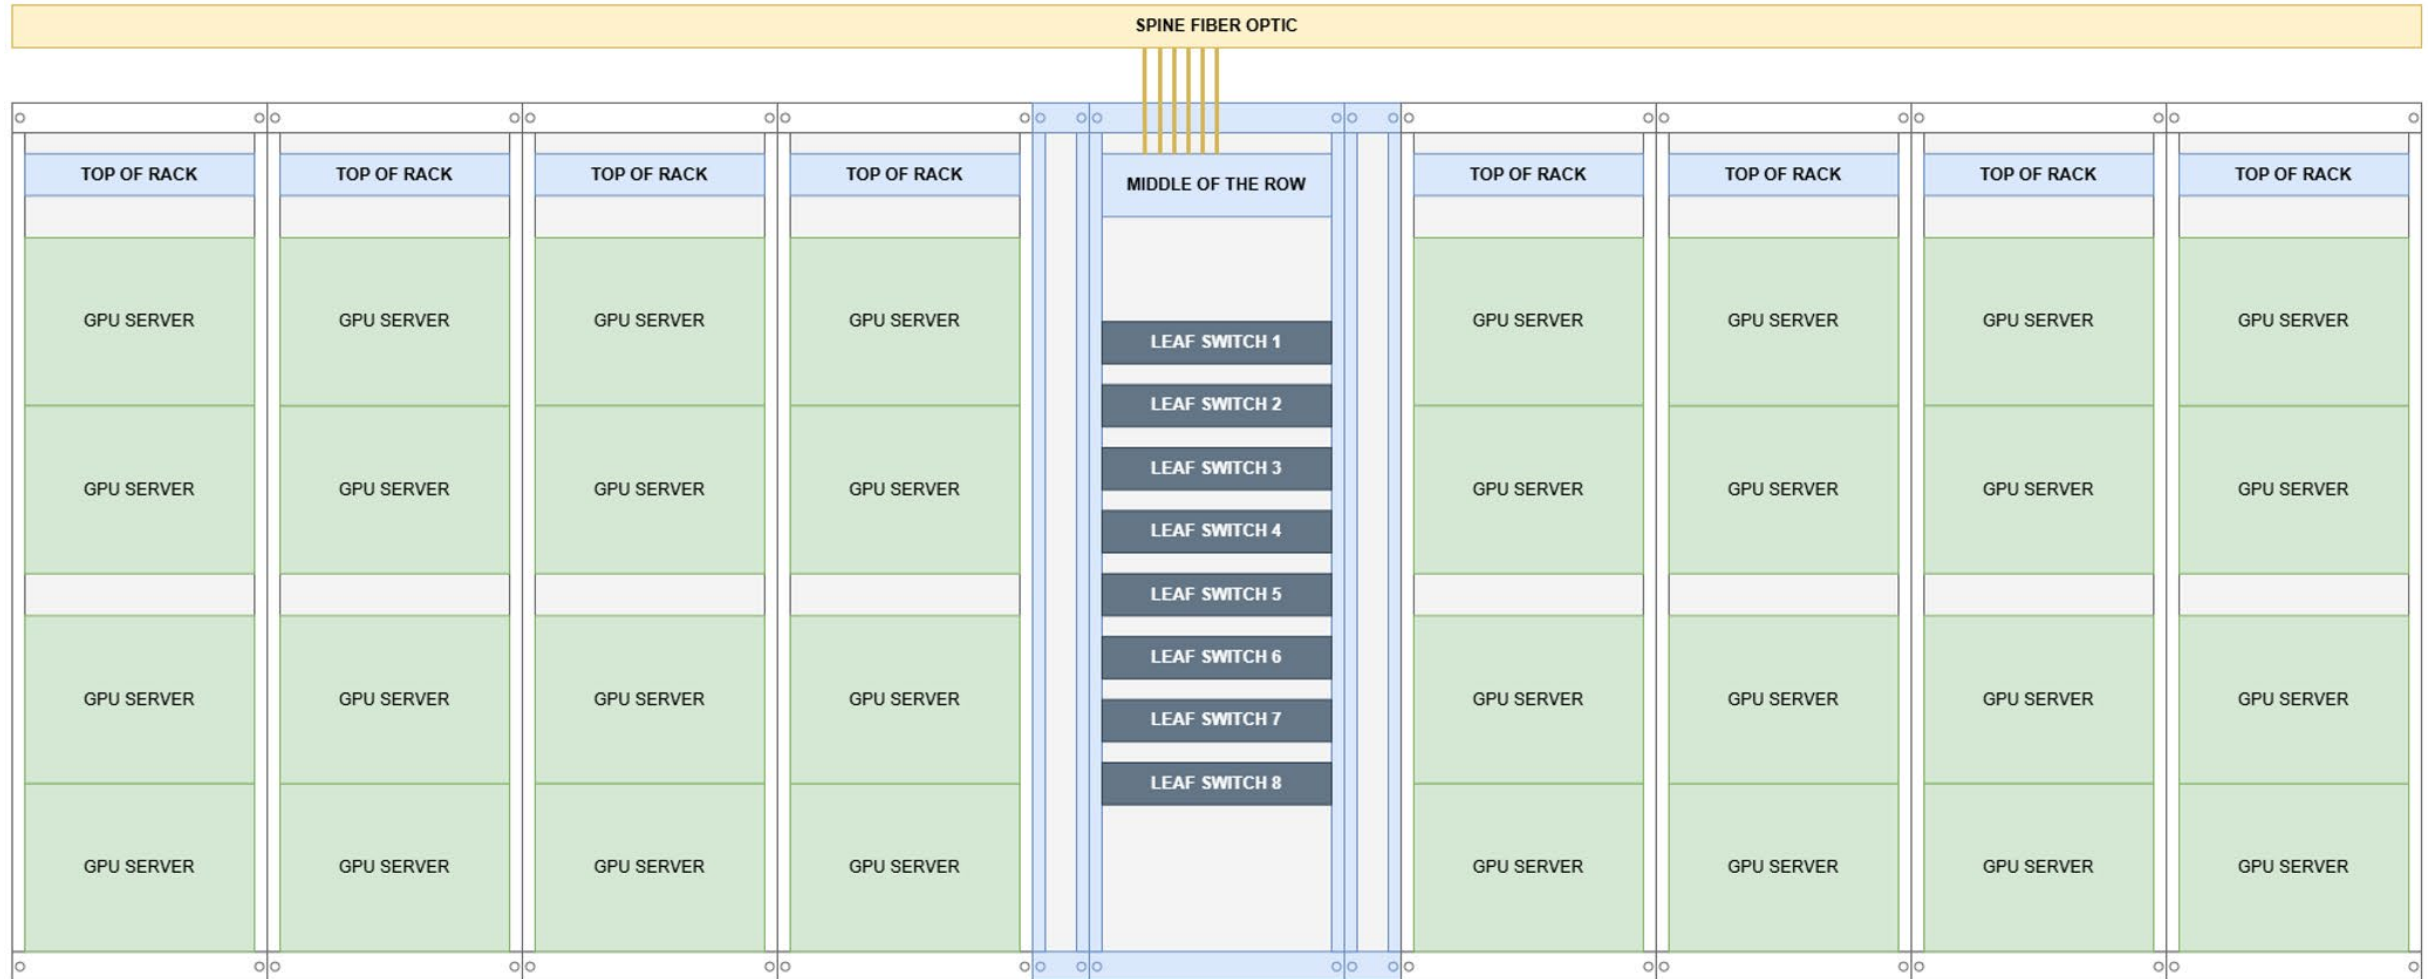 SPINE FIBER OPTIC
TOP OF RACK
TOP OF RACK
TOP OF RACK
TOP OF RACK
MIDDLE OF THE ROW
TOP OF RACK
TOP OF RACK
TOP OF RACK
TOP OF RACK
GPU SERVER
GPU SERVER
GPU SERVER
GPU SERVER
GPU SERVER
GPU SERVER
GPU SERVER
GPU SERVER
LEAF SWITCH 1
LEAF SWITCH 2
LEAF SWITCH 3
GPU SERVER
GPU SERVER
GPU SERVER
GPU SERVER
GPU SERVER
GPU SERVER
GPU SERVER
GPU SERVER
LEAF SWITCH 4
LEAF SWITCH 5
LEAF SWITCH 6
GPU SERVER
GPU SERVER
GPU SERVER
GPU SERVER
GPU SERVER
GPU SERVER
GPU SERVER
GPU SERVER
LEAF SWITCH 7
LEAF SWITCH 8
GPU SERVER
GPU SERVER
GPU SERVER
GPU SERVER
GPU SERVER
GPU SERVER
GPU SERVER
GPU SERVER